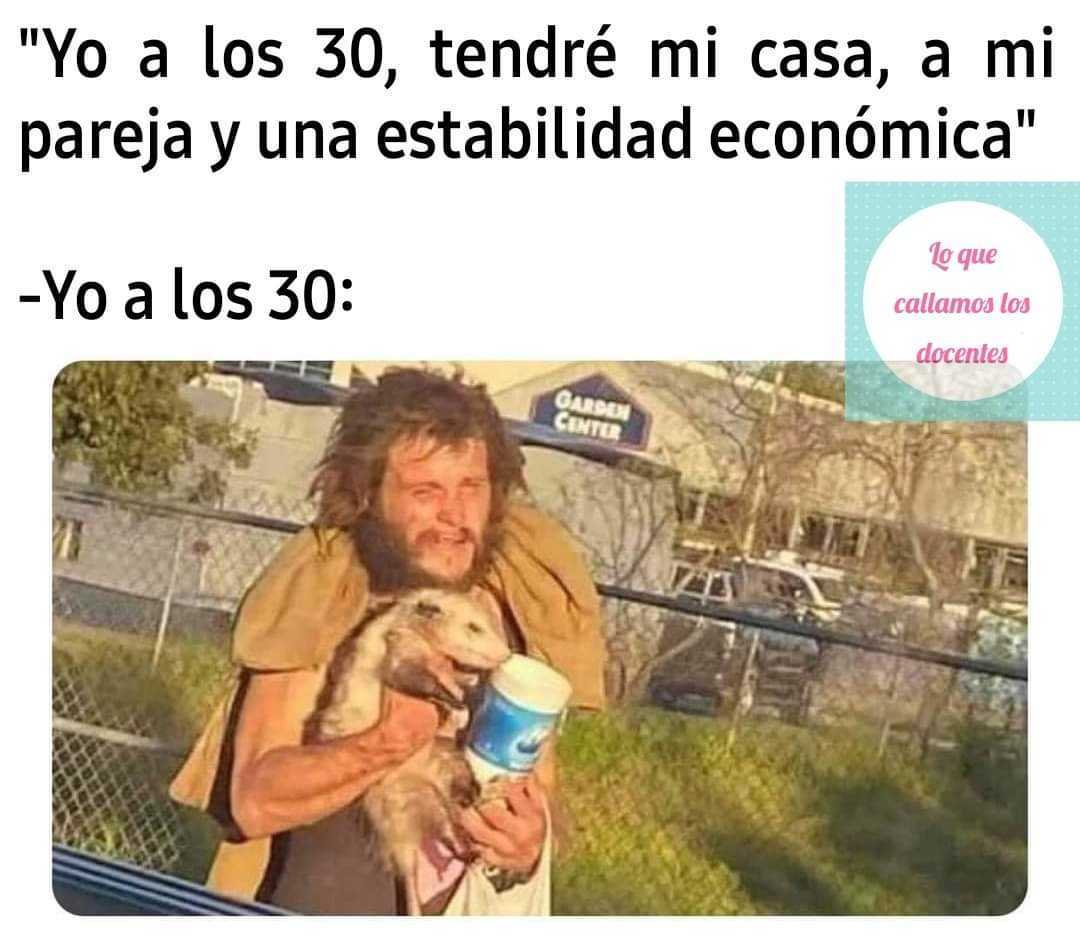 "Yo a los 30, tendré mi casa, a mi
pareja y una estabilidad económica"
-Yo a los 30:
Lo que
callamos los
docentes
GARDEN
CENTER